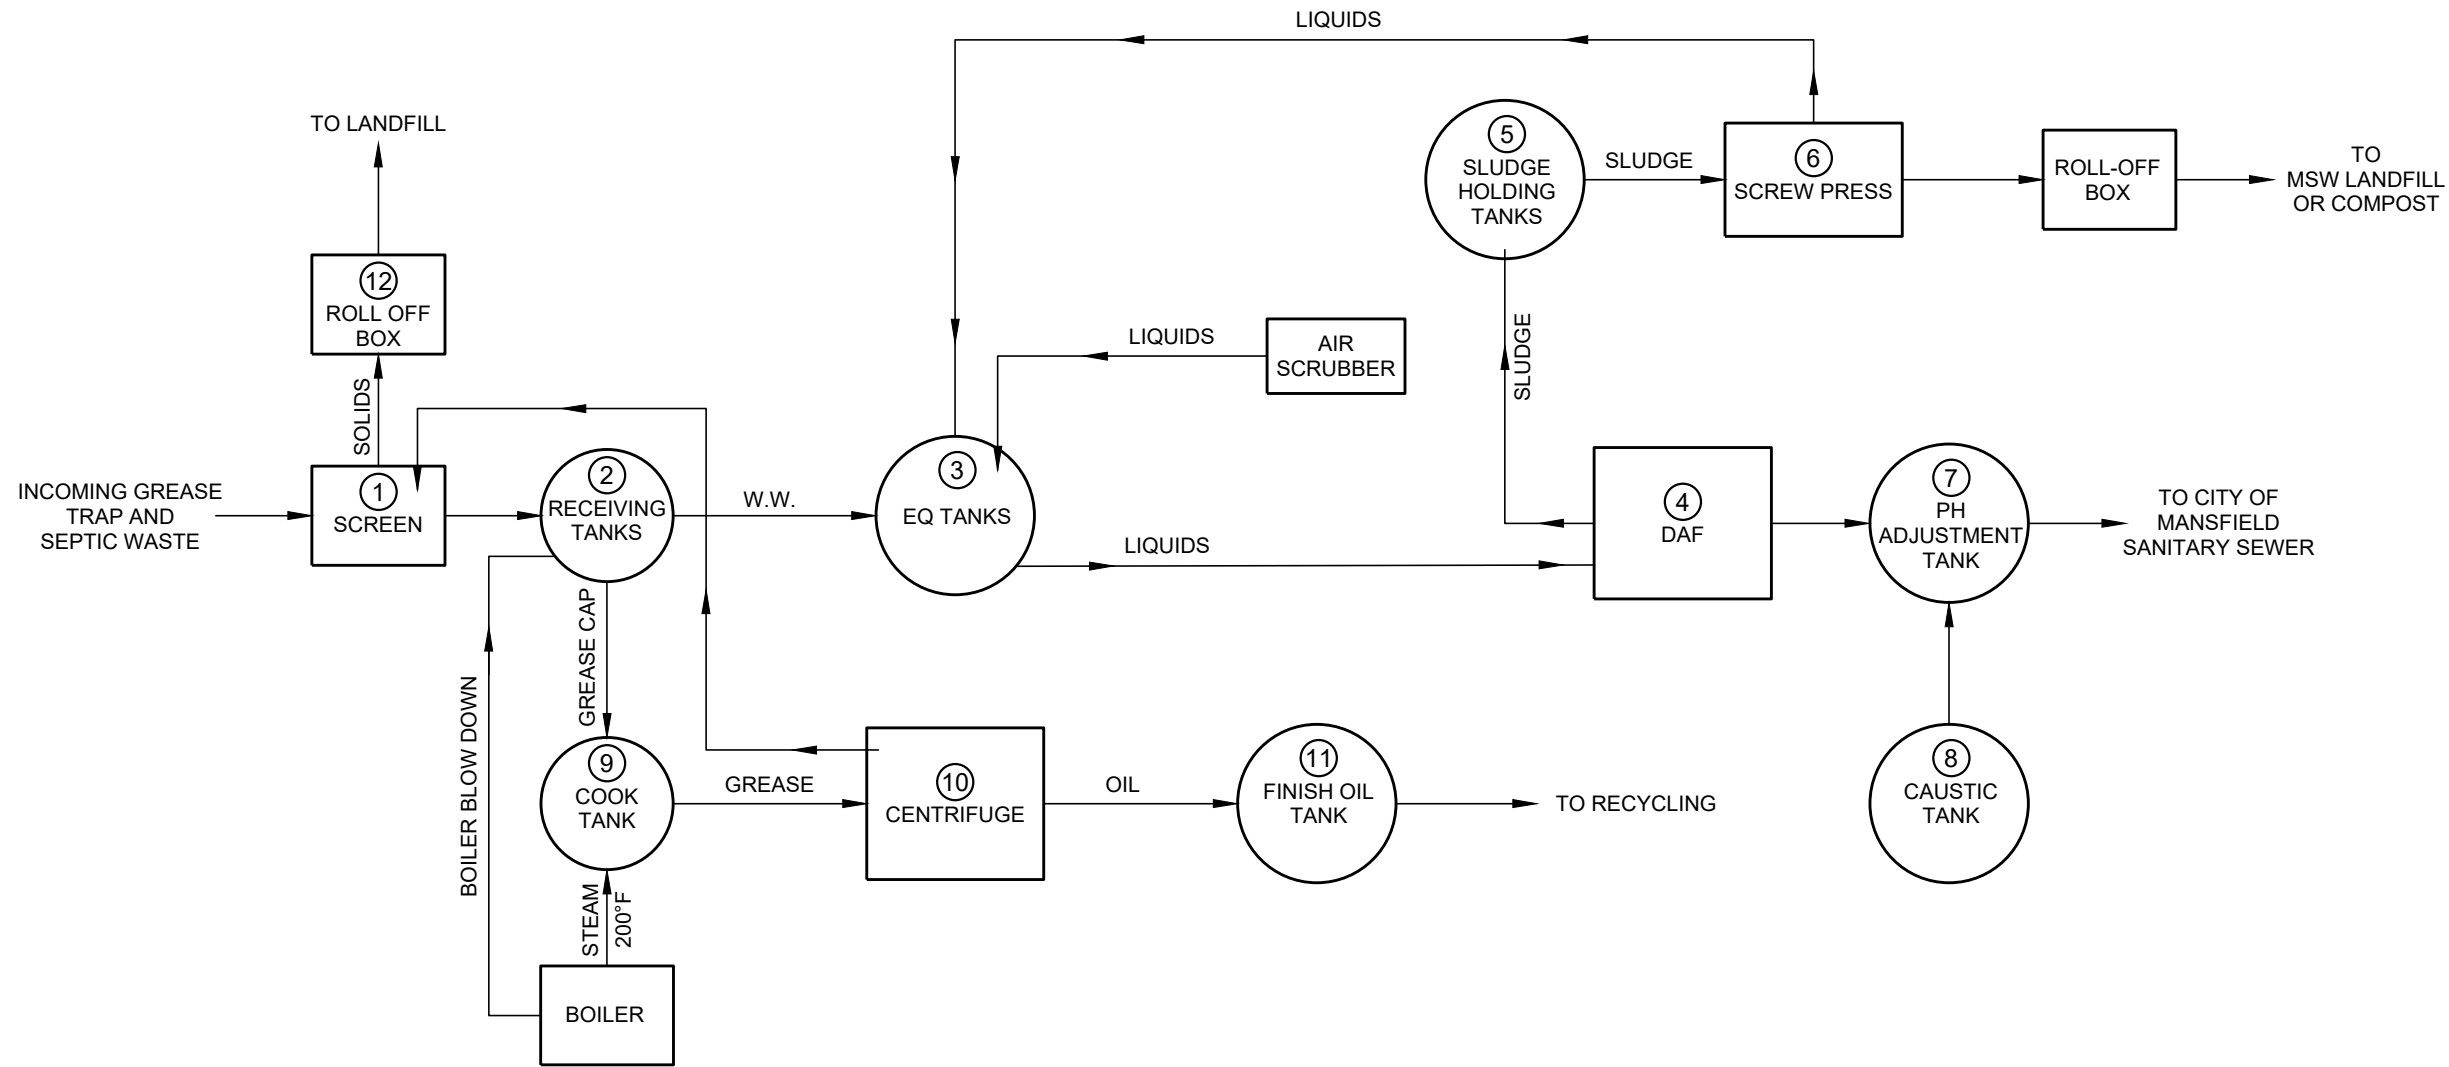 LIQUIDS
TO LANDFILL
5
SLUDGE
HOLDING
TANKS
SLUDGE
6
SCREW PRESS
ROLL-OFF
BOX
TO
MSW LANDFILL
OR COMPOST
12
ROLL OFF
BOX
SOLIDS
LIQUIDS
AIR
SCRUBBER
SLUDGE
INCOMING GREASE
TRAP AND
SEPTIC WASTE
1
SCREEN
2
RECEIVING
TANKS
W.W.
3
EQ TANKS
LIQUIDS
4
DAF
7
PH
ADJUSTMENT
TANK
TO CITY OF
MANSFIELD
SANITARY SEWER
GREASE CAP
BOILER BLOW DOWN
9
COOK
TANK
GREASE
10
CENTRIFUGE
OIL
11
FINISH OIL
TANK
TO RECYCLING
8
CAUSTIC
TANK
STEAM
200°F
BOILER